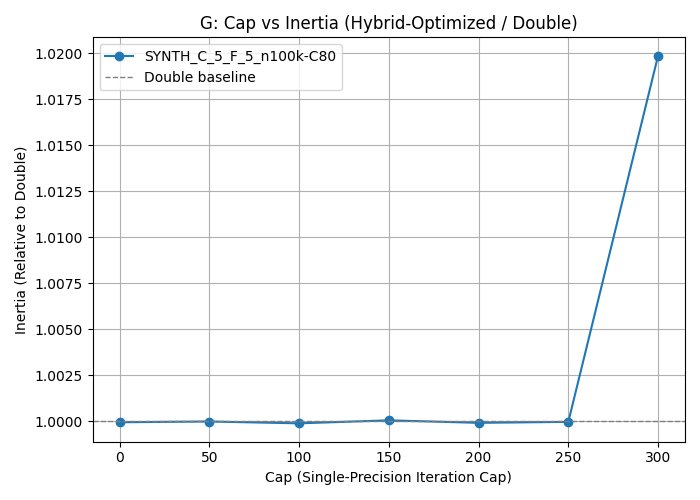 G: Cap vs Inertia (Hybrid-Optimized / Double)
SYNTH_C_5_F_5_n100k-C80
Double baseline
Inertia (Relative to Double)
1.0200
1.0175
1.0150
1.0125
1.0100
1.0075
1.0050
1.0025
1.0000
0 50 100 150 200 250 300
Cap (Single-Precision Iteration Cap)